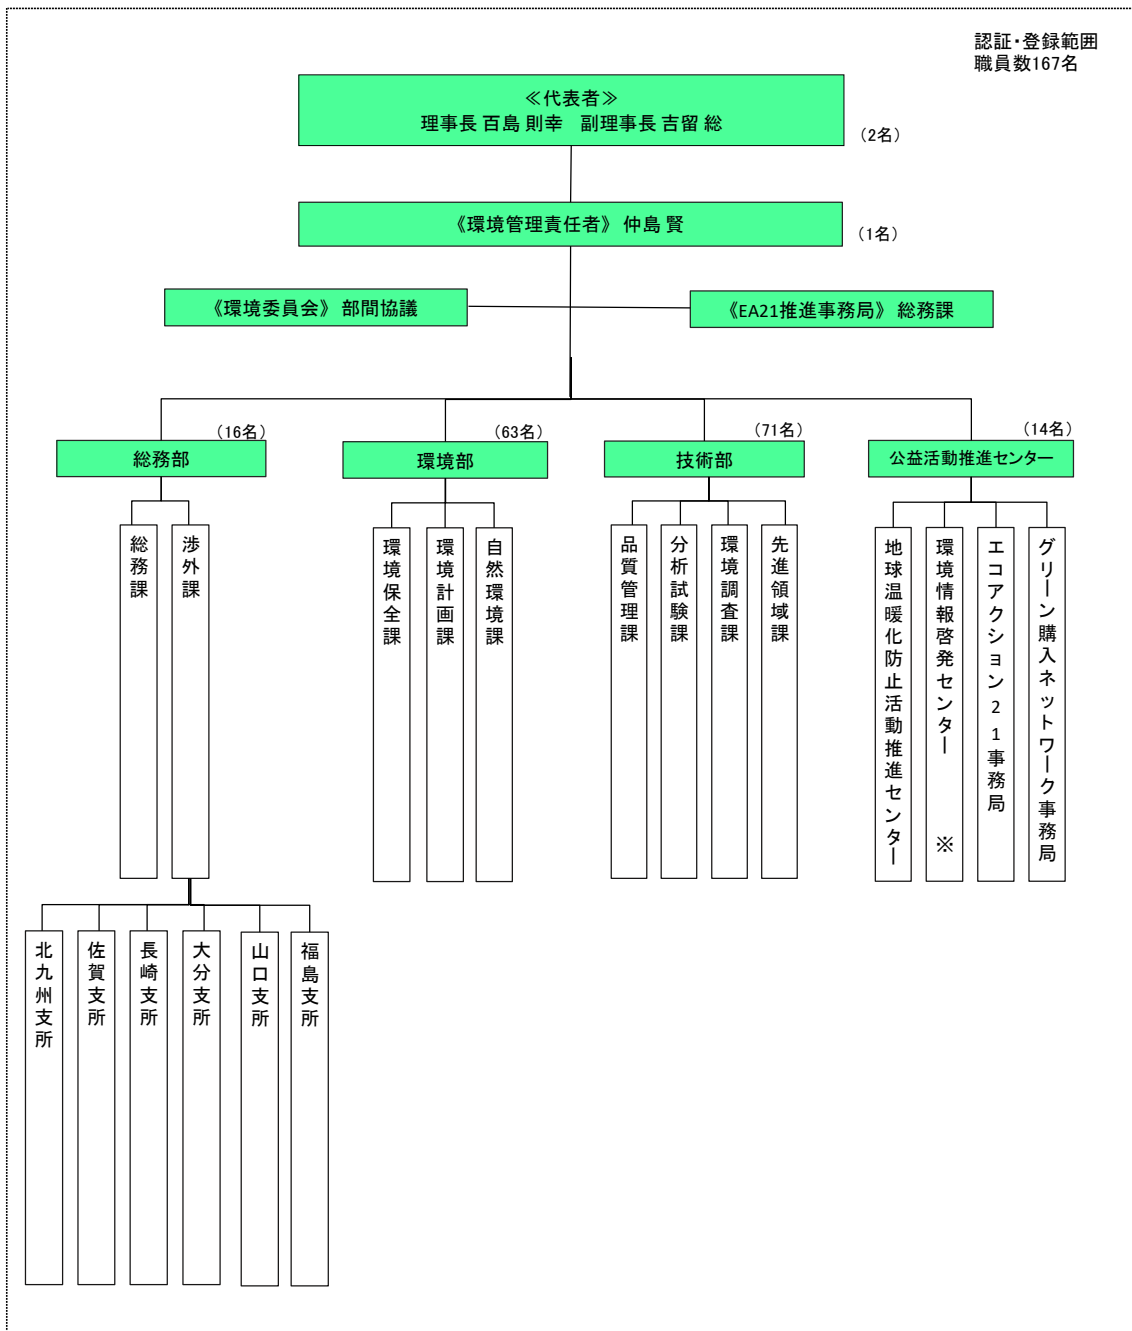 認証・登録範囲
職員数167名
≪代表者≫
理事長 百島 則幸　副理事長 吉留 総
（2名）
《環境管理責任者》 仲島 賢
（1名）
《環境委員会》 部間協議
《EA21推進事務局》 総務課
（16名）
総務部
（63名）
環境部
（71名）
技術部
（14名）
公益活動推進センター
総務課
渉外課
環境保全課
環境計画課
自然環境課
品質管理課
分析試験課
環境調査課
先進領域課
地球温暖化防止活動推進センター
環境情報啓発センター　※
エコアクション21事務局
グリーン購入ネットワーク事務局
北九州支所
佐賀支所
長崎支所
大分支所
山口支所
福島支所